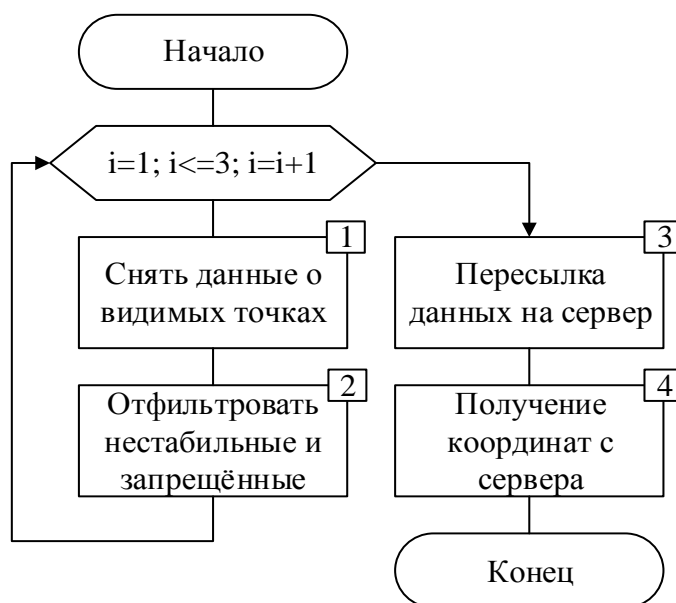 Начало
i=1; i<=3; i=i+1
1
Снять данные о
видимых точках
2
Отфильтровать
нестабильные и
запрещённые
3
Пересылка
данных на сервер
4
Получение
координат с
сервера
Конец